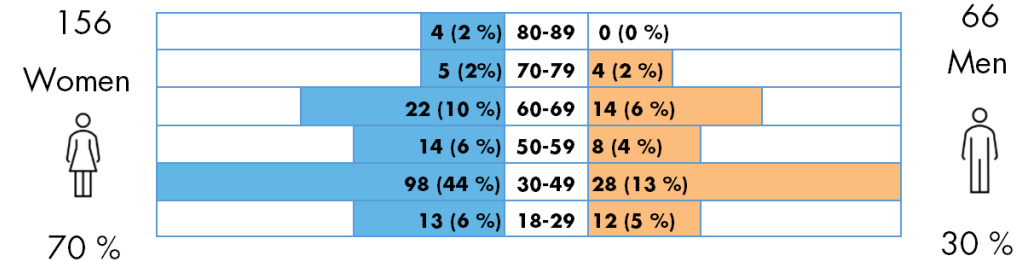 156
Women
70 %
4 (2 %) 80-89 0 (0 %)
5 (2%) 70-79 4 (2 %)
22 (10 %) 60-69 14 (6 %)
14 (6 %) 50-59 8 (4 %)
98 (44 %) 30-49 28 (13 %)
13 (6 %) 18-29 12 (5 %)
66
Men
30 %